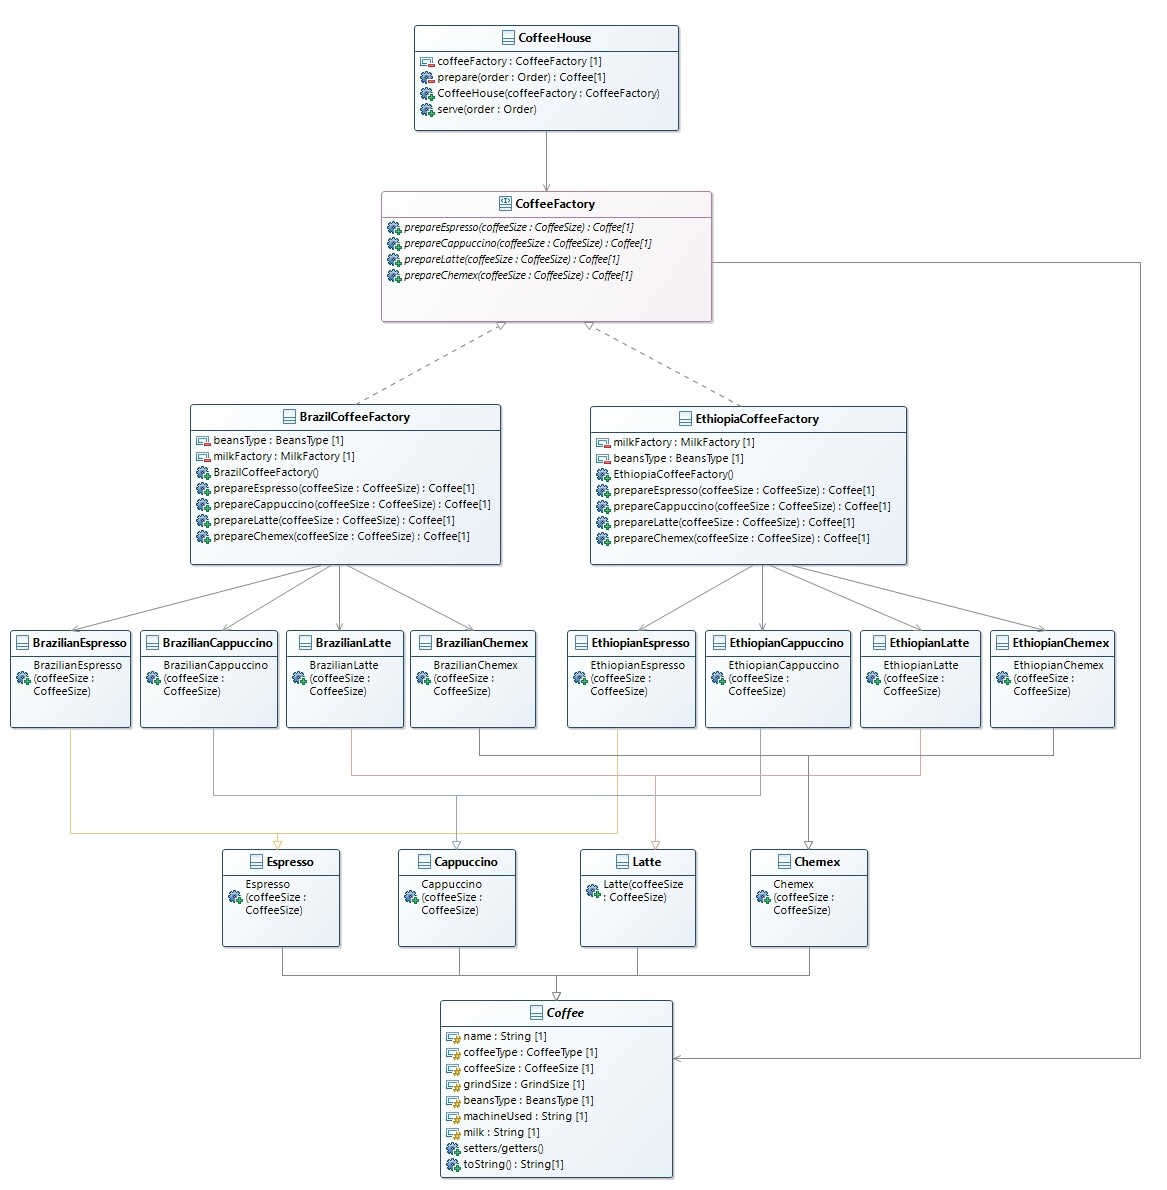 CoffeeHouse
coffeeFactory : CoffeeFactory [1]
prepare(order : Order) : Coffee[1]
CoffeeHouse(coffeeFactory : CoffeeFactory)
serve(order : Order)
CoffeeFactory
prepareEspresso(coffeeSize : CoffeeSize) : Coffee[1]
prepareCappuccino(coffeeSize : CoffeeSize) : Coffee[1]
prepareLatte(coffeeSize : CoffeeSize) : Coffee[1]
prepareChemex(coffeeSize : CoffeeSize) : Coffee[1]
BrazilCoffeeFactory
beansType : BeansType [1]
milkFactory : MilkFactory [1]
BrazilCoffeeFactory()
prepareEspresso(coffeeSize : CoffeeSize) : Coffee[1]
prepareCappuccino(coffeeSize : CoffeeSize) : Coffee[1]
prepareLatte(coffeeSize : CoffeeSize) : Coffee[1]
prepareChemex(coffeeSize : CoffeeSize) : Coffee[1]
EthiopiaCoffeeFactory
milkFactory : MilkFactory [1]
beansType : BeansType [1]
EthiopiaCoffeeFactory()
prepareEspresso(coffeeSize : CoffeeSize) : Coffee[1]
prepareCappuccino(coffeeSize : CoffeeSize) : Coffee[1]
prepareLatte(coffeeSize : CoffeeSize) : Coffee[1]
prepareChemex(coffeeSize : CoffeeSize) : Coffee[1]
BrazilianEspresso
BrazilianEspresso
(coffeeSize :
CoffeeSize)
BrazilianCappuccino
BrazilianCappuccino
(coffeeSize :
CoffeeSize)
BrazilianLatte
BrazilianLatte
(coffeeSize :
CoffeeSize)
BrazilianChemex
BrazilianChemex
(coffeeSize :
CoffeeSize)
EthiopianEspresso
EthiopianEspresso
(coffeeSize :
CoffeeSize)
EthiopianCappuccino
EthiopianCappuccino
(coffeeSize :
CoffeeSize)
EthiopianLatte
EthiopianLatte
(coffeeSize :
CoffeeSize)
EthiopianChemex
EthiopianChemex
(coffeeSize :
CoffeeSize)
Espresso
Espresso
(coffeeSize :
CoffeeSize)
Cappuccino
Cappuccino
(coffeeSize :
CoffeeSize)
Latte
Latte(coffeeSize
: CoffeeSize)
Chemex
Chemex
(coffeeSize :
CoffeeSize)
Coffee
name : String [1]
coffeeType : CoffeeType [1]
coffeeSize : CoffeeSize [1]
grindSize : GrindSize [1]
beansType : BeansType [1]
machineUsed : String [1]
milk : String [1]
setters/getters()
toString() : String[1]